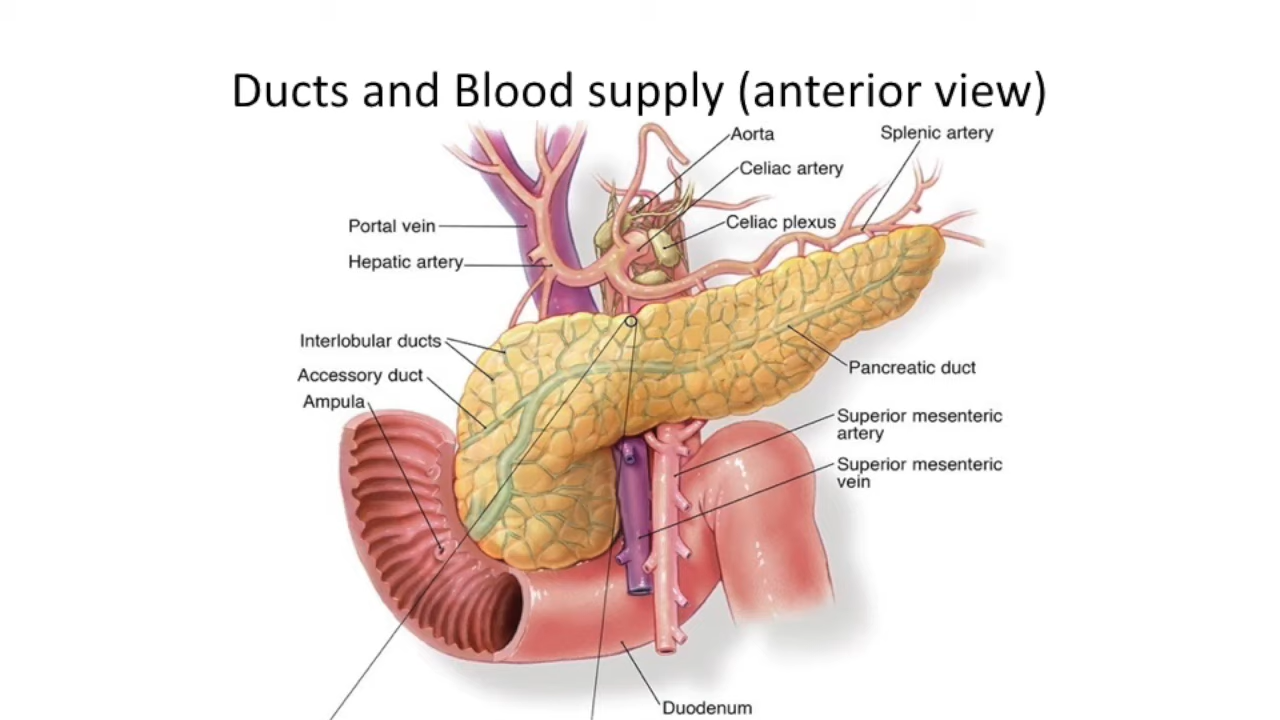 Ducts and Blood supply (anterior view)
Aorta
Splenic artery
Celiac artery
Portal vein
Celiac plexus
Hepatic artery
Interlobular ducts
Accessory duct
Pancreatic duct
Ampula
Superior mesenteric
artery
Superior mesenteric
vein
Duodenum